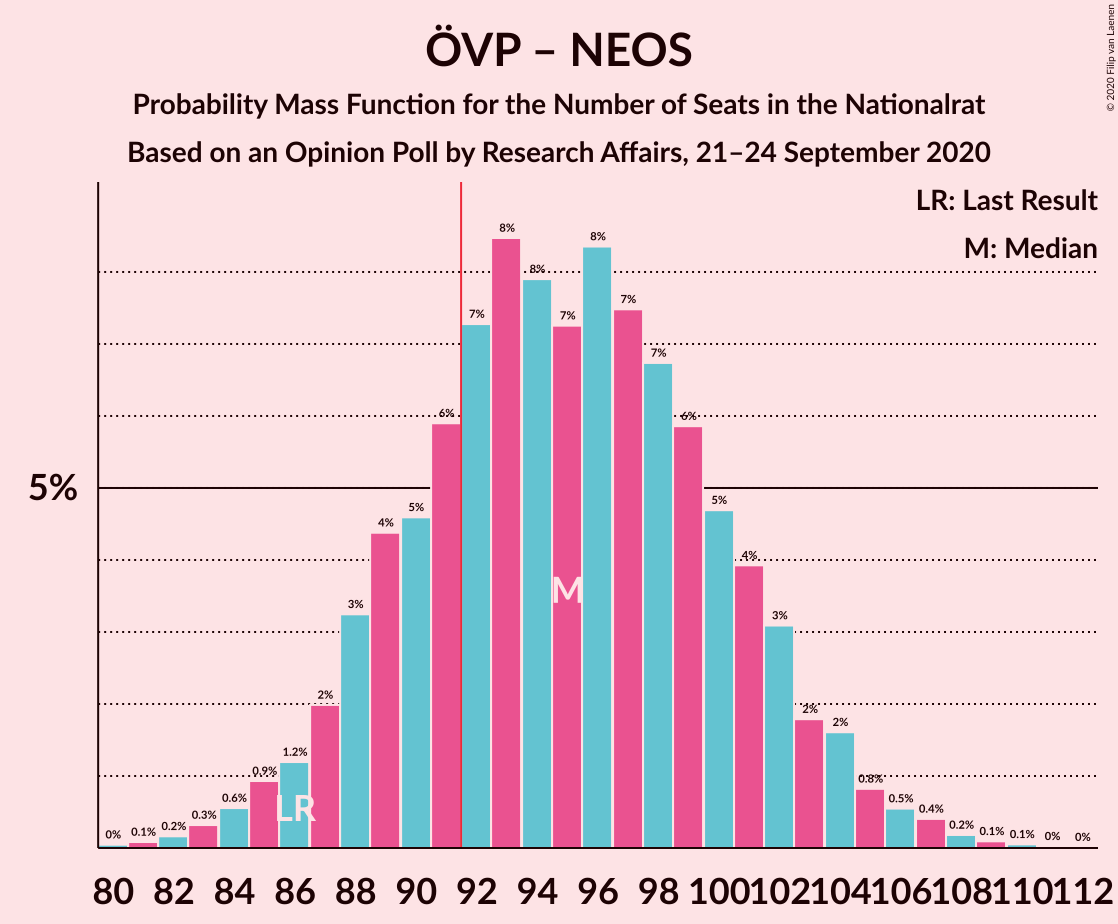 ÖVP – NEOS
Probability Mass Function for the Number of Seats in the Nationalrat
Based on an Opinion Poll by Research Affairs, 21–24 September 2020
© 2020 Filip van Laenen
LR: Last Result
M: Median
5%
0% 0.1% 0.2% 0.3% 0.6% 0.9% 1.2% 2% 3% 4% 5% 6% 7% 8% 8% 7% 8% 7% 7% 6% 5% 4% 3% 2% 2% 0.8% 0.5% 0.4% 0.2% 0.1% 0.1% 0% 0%
M
LR
80 82 84 86 88 90 92 94 96 98 100 102 104 106 108 110 112